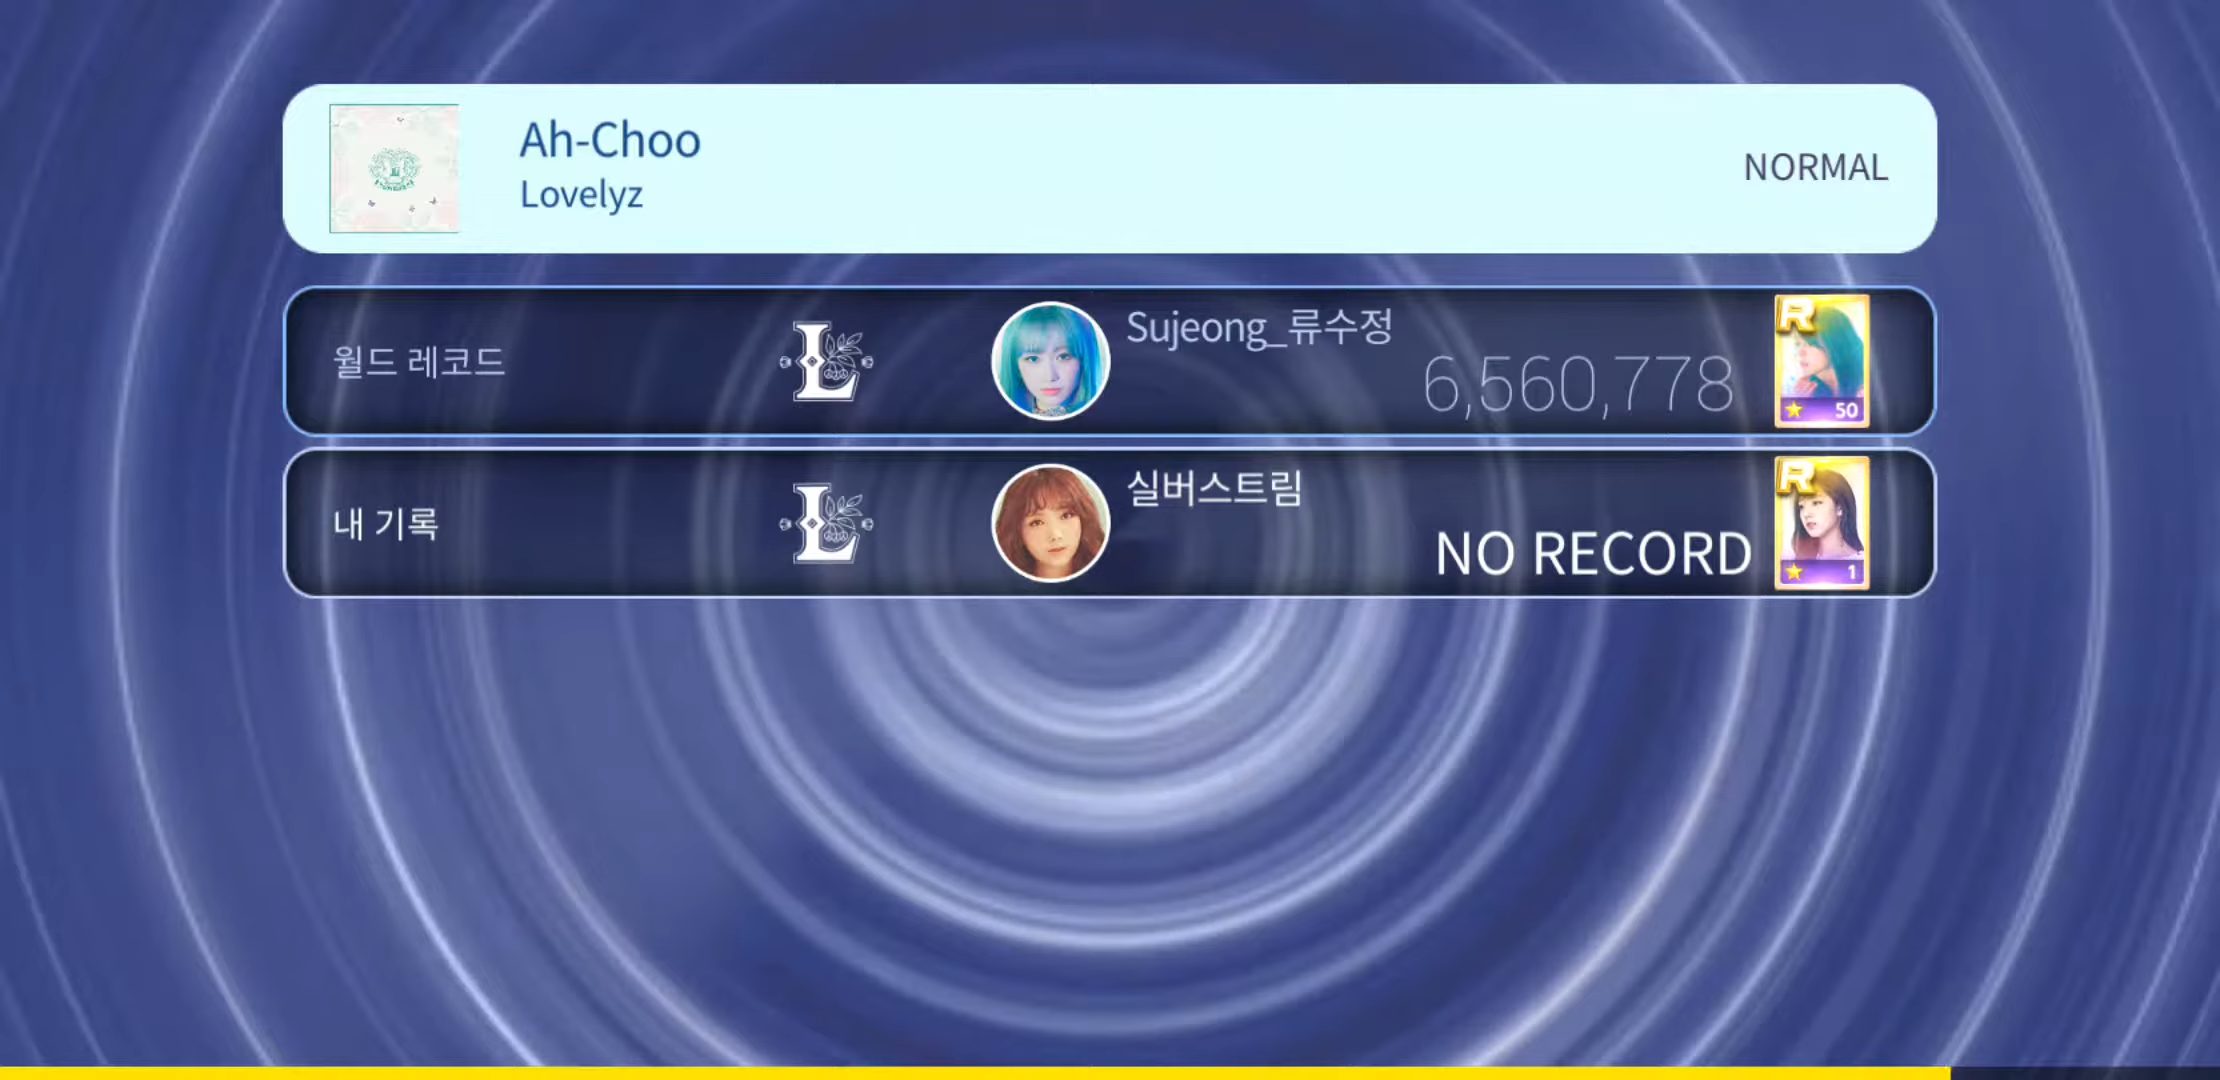 Ah-Choo
Lovelyz
NORMAL
월드 레코드
L
Sujeong_류수정
6,560,778
R
50
내 기록
L
실버스트림
NO RECORD
R
1